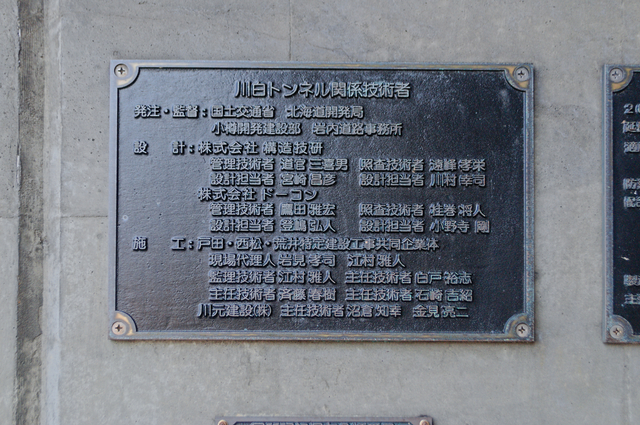 川白トンネル関係技術者
発注・監督：国土交通省 北海道開発局
小樽開発建設部 岩内道路事務所
設 計：株式会社 構造技研
管理技術者 道官 三喜男 照査技術者 遠峰 孝栄
設計担当者 宮崎 昌彦 設計担当者 川村 幸司
株式会社 ドーコン
管理技術者 鷹田 雅宏 照査技術者 将人
設計担当者 登嶋 弘人 設計担当者 小野寺 剛
施 工：戸田・西松・荒井特定建設工事共同企業体
現場代理人 岩見 孝司 江村 雅人
監理技術者 江村 雅人 主任技術者 白戸 裕志
主任技術者 斉藤 春樹 主任技術者 石崎 吉紹
川元建設(株) 主任技術者 沼倉 知幸 金見 亮二